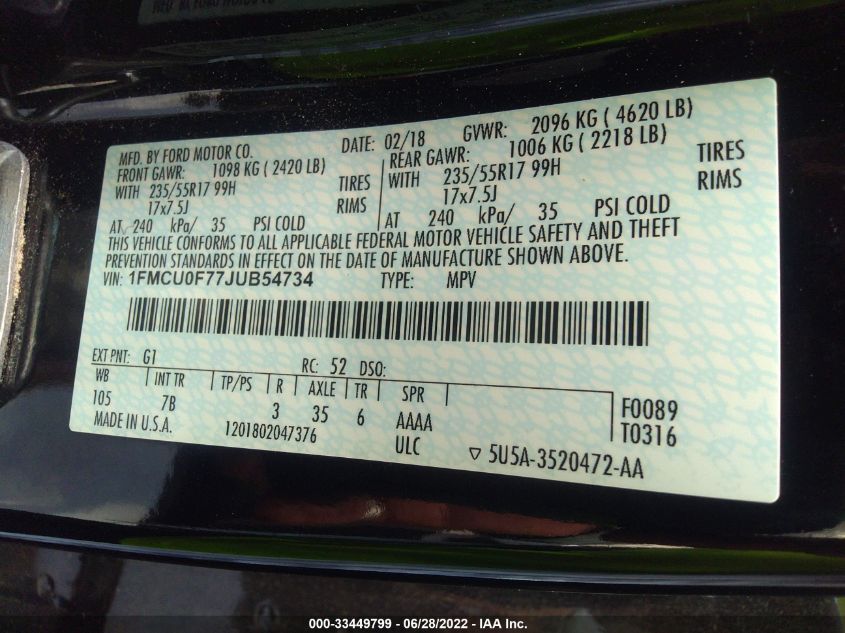 MFD. BY FORD MOTOR CO. DATE: 02/18 GVWR: 2096 KG ( 4620 LB)
FRONT GAWR: 1098 KG ( 2420 LB) REAR GAWR: 1006 KG ( 2218 LB)
WITH 235/55R17 99H TIRES WITH 235/55R17 99H TIRES
17x7.5J RIMS 17x7.5J RIMS
AT 240 kPa/ 35 PSI COLD AT 240 kPa/ 35 PSI COLD
THIS VEHICLE CONFORMS TO ALL APPLICABLE FEDERAL MOTOR VEHICLE SAFETY AND THEFT
PREVENTION STANDARDS IN EFFECT ON THE DATE OF MANUFACTURE SHOWN ABOVE.
VIN: 1FMCU0F77JUB54734 TYPE: MPV
EXT PNT: G1 RC: 52 DSO:
WB INT TR TP/PS R AXLE TR SPR
105 7B 3 35 6 AAAA F0089
MADE IN U.S.A. 1201802047376 ULC T0316
▽ 5U5A-3520472-AA
000-33449799 - 06/28/2022 - IAA Inc.